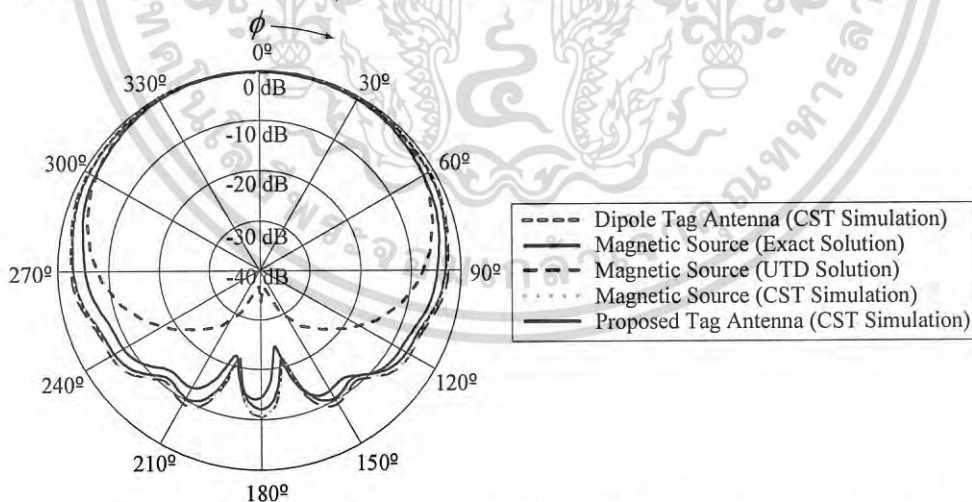 ϕ
0º
330º
30º
0 dB
-10 dB
300º
60º
-20 dB
-30 dB
270º
-40 dB
90º
240º
120º
210º
150º
180º
Dipole Tag Antenna (CST Simulation)
Magnetic Source (Exact Solution)
Magnetic Source (UTD Solution)
Magnetic Source (CST Simulation)
Proposed Tag Antenna (CST Simulation)